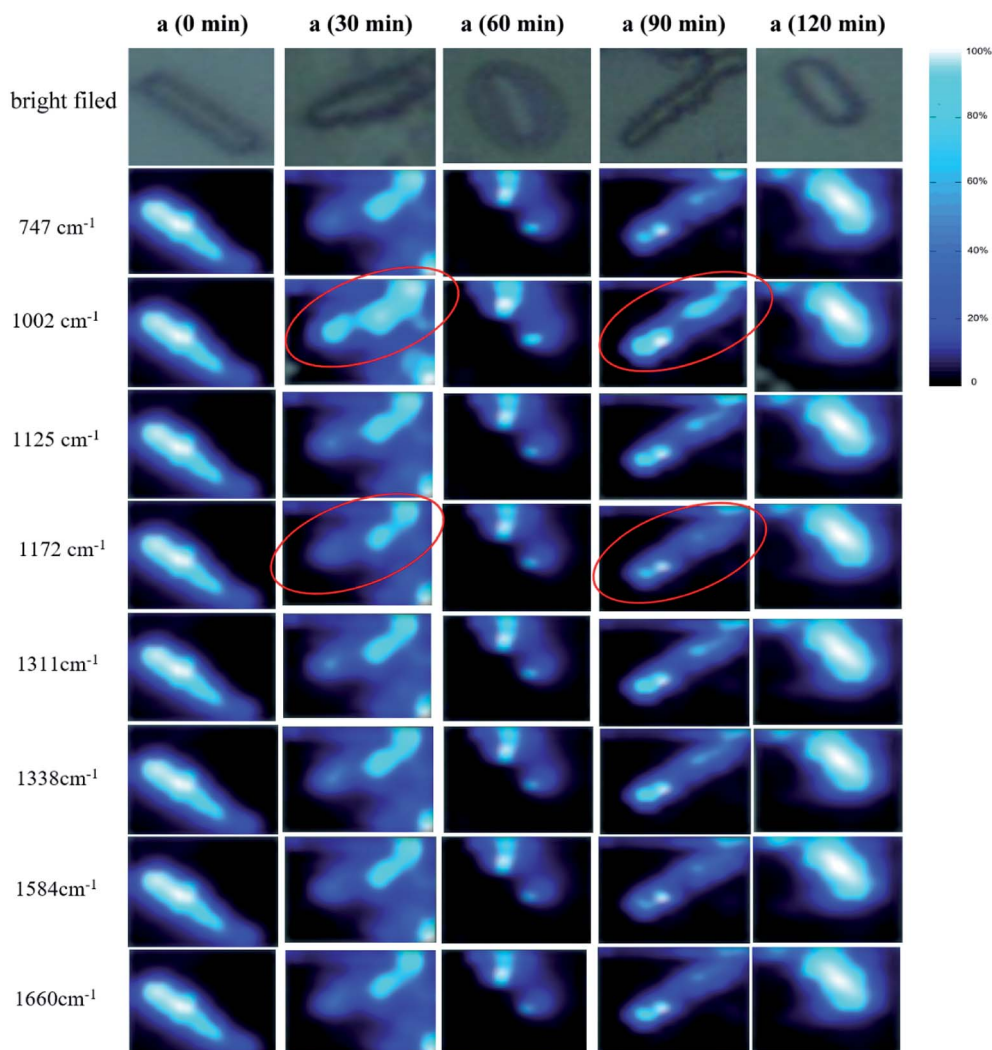 a (0 min) a (30 min) a (60 min) a (90 min) a (120 min)
bright filed
100%
80%
60%
40%
20%
0
747 cm-1
1002 cm-1
1125 cm-1
1172 cm-1
1311cm-1
1338cm-1
1584cm-1
1660cm-1